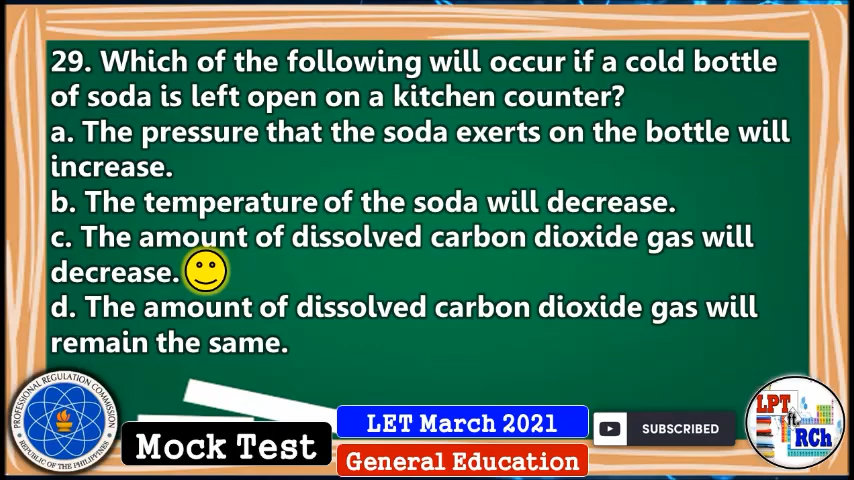 29. Which of the following will occur if a cold bottle
of soda is left open on a kitchen counter?
a. The pressure that the soda exerts on the bottle will
increase.
b. The temperature of the soda will decrease.
c. The amount of dissolved carbon dioxide gas will
decrease.
d. The amount of dissolved carbon dioxide gas will
remain the same.
PROFESSIONAL REGULATION COMMISSION
REPUBLIC OF THE PHILIPPINES
Mock Test
LET March 2021
General Education
SUBSCRIBED
LPT
ft.
RCh